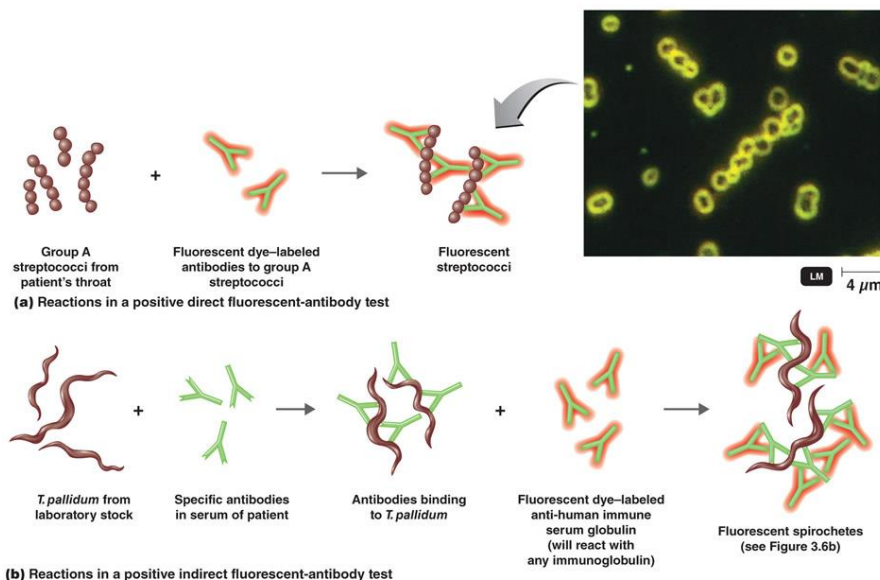 +
Group A
streptococci from
patient's throat
Fluorescent dye–labeled
antibodies to group A
streptococci
Fluorescent
streptococci
LM
4 µm
(a) Reactions in a positive direct fluorescent-antibody test
+
+
T. pallidum from
laboratory stock
Specific antibodies
in serum of patient
Antibodies binding
to T. pallidum
Fluorescent dye–labeled
anti-human immune
serum globulin
(will react with
any immunoglobulin)
Fluorescent spirochetes
(see Figure 3.6b)
(b) Reactions in a positive indirect fluorescent-antibody test